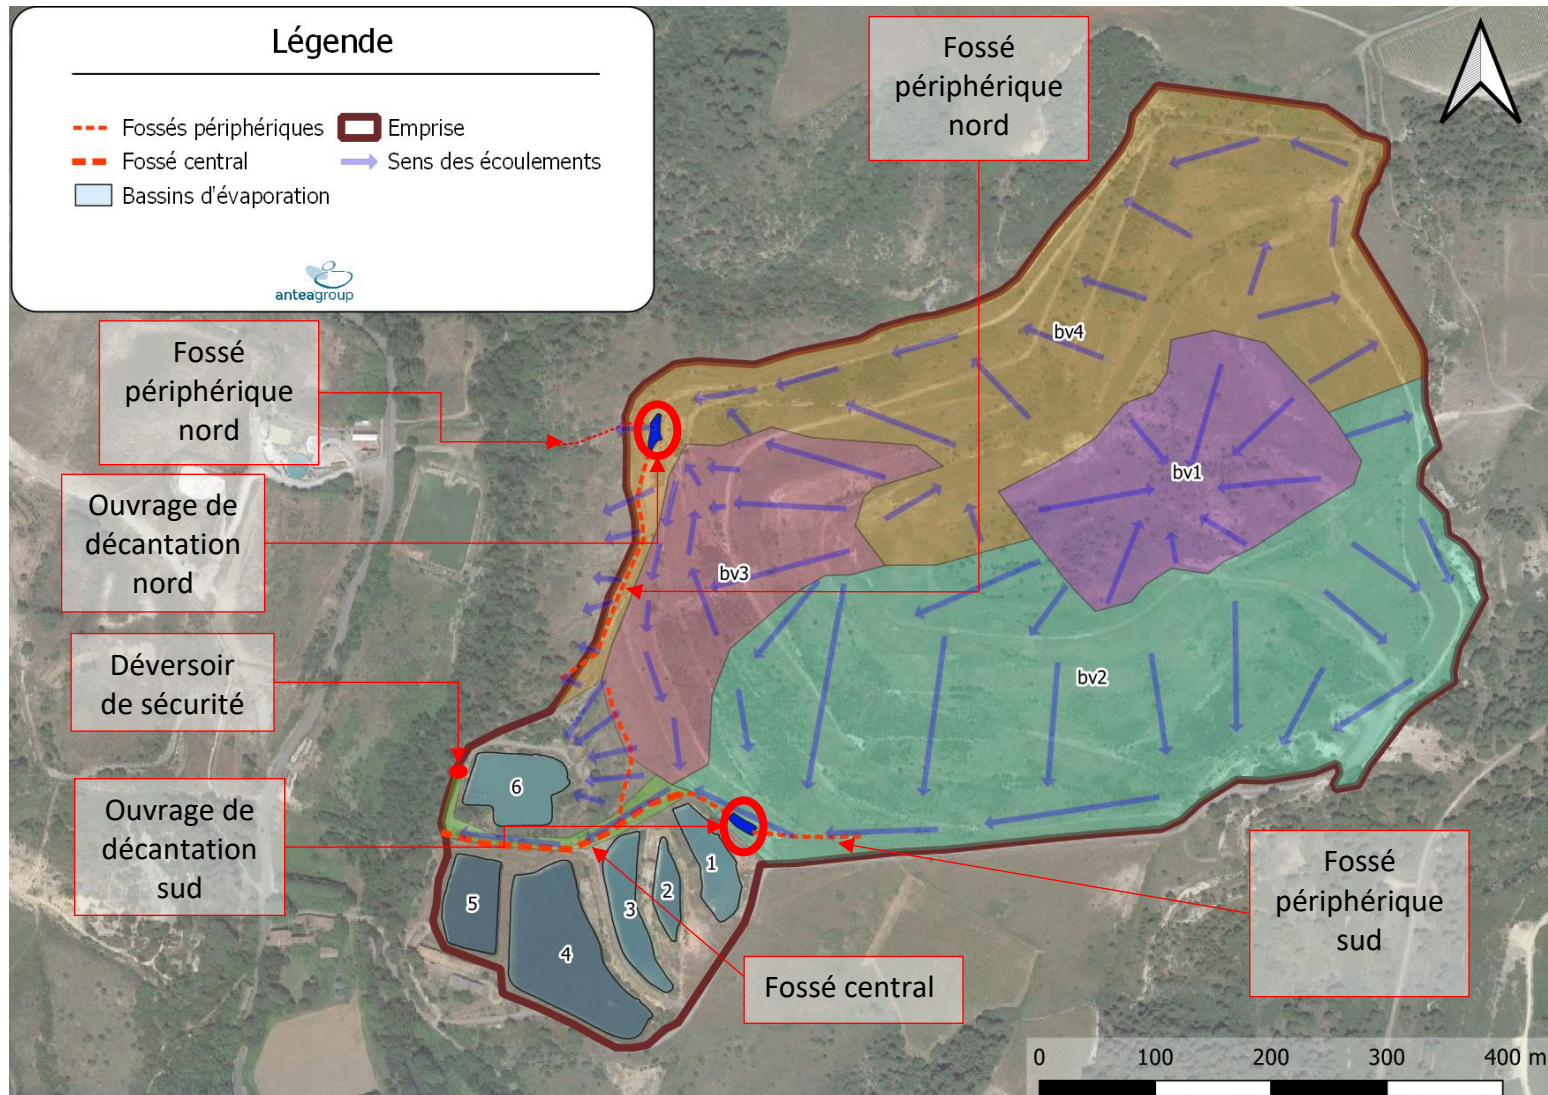 Légende
Fossés périphériques
Emprise
Fossé central
Sens des écoulements
Bassins d'évaporation
anteagroup
Fossé
périphérique
nord
Fossé
périphérique
nord
Ouvrage de
décantation
nord
Déversoir
de sécurité
Ouvrage de
décantation
sud
bv4
bv1
bv3
bv2
6
1
2
3
5
4
Fossé central
Fossé
périphérique
sud
0 100 200 300 400 m